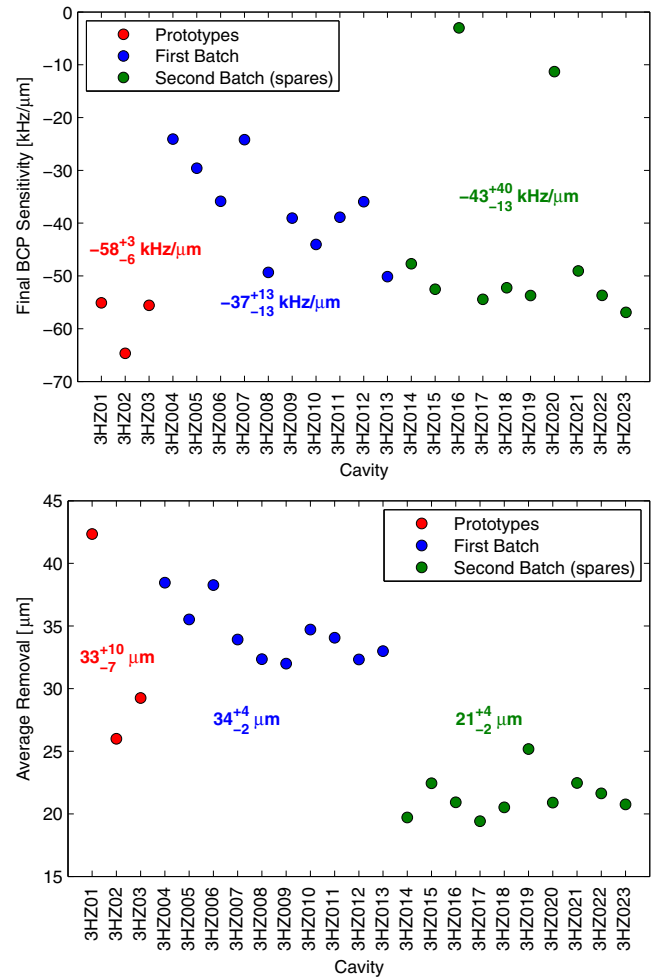 0
−10
−20
−30
−40
−50
−60
−70
Final BCP Sensitivity [kHz/μm]
Prototypes
First Batch
Second Batch (spares)
−43 +40 −13 kHz/μm
−58 +3 −6 kHz/μm
−37 +13 −13 kHz/μm
3HZ01
3HZ02
3HZ03
3HZ004
3HZ005
3HZ006
3HZ007
3HZ008
3HZ009
3HZ010
3HZ011
3HZ012
3HZ013
3HZ014
3HZ015
3HZ16
3HZ017
3HZ018
3HZ019
3HZ020
3HZ021
3HZ022
3HZ023
Cavity
45
40
35
30
25
20
15
Average Removal [μm]
Prototypes
First Batch
Second Batch (spares)
33 +10 −7 μm
34 +4 −2 μm
21 +4 −2 μm
3HZ01
3HZ02
3HZ03
3HZ004
3HZ005
3HZ006
3HZ007
3HZ008
3HZ009
3HZ010
3HZ011
3HZ012
3HZ013
3HZ014
3HZ015
3HZ16
3HZ017
3HZ018
3HZ019
3HZ020
3HZ021
3HZ022
3HZ023
Cavity